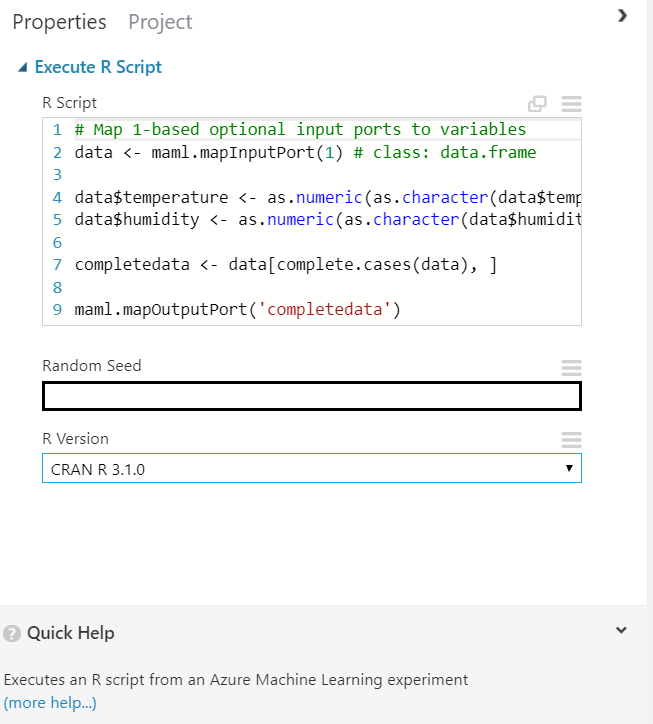 Properties Project
Execute R Script
R Script
1 # Map 1-based optional input ports to variables
2 data <- maml.mapInputPort(1) # class: data.frame
3
4 data$temperature <- as.numeric(as.character(data$temp
5 data$humidity <- as.numeric(as.character(data$humidit
6
7 completedata <- data[complete.cases(data), ]
8
9 maml.mapOutputPort('completedata')
Random Seed
R Version
CRAN R 3.1.0
? Quick Help
Executes an R script from an Azure Machine Learning experiment
(more help...)